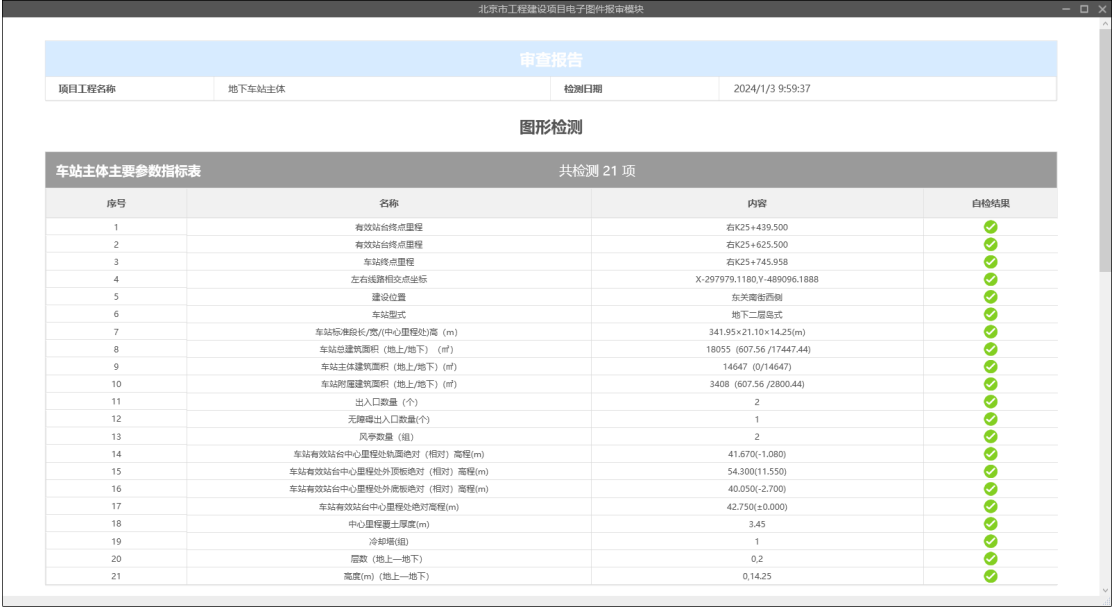 北京市工程建设项目电子图件报审模块
审查报告
项目工程名称 地下车站主体 检测日期 2024/1/3 9:59:37
图形检测
车站主体主要参数指标表 共检测 21 项
序号 名称 内容 自检结果
1 有效站台终点里程 右K25+439.500
2 有效站台终点里程 右K25+625.500
3 车站终点里程 右K25+745.958
4 左右线路相交点坐标 X-297979.1180,Y-489096.1888
5 建设位置 东关南街西侧
6 车站型式 地下二层岛式
7 车站标准段长/宽/(中心里程处)高（m） 341.95×21.10×14.25(m)
8 车站总建筑面积（地上/地下）（㎡） 18055（607.56 /17447.44）
9 车站主体建筑面积（地上/地下）(㎡) 14647（0/14647）
10 车站附属建筑面积（地上/地下）(㎡) 3408（607.56 /2800.44）
11 出入口数量（个） 2
12 无障碍出入口数量(个) 1
13 风亭数量（组） 2
14 车站有效站台中心里程处轨面绝对（相对）高程(m) 41.670(-1.080)
15 车站有效站台中心里程处外顶板绝对（相对）高程(m) 54.300(11.550)
16 车站有效站台中心里程处外底板绝对（相对）高程(m) 40.050(-2.700)
17 车站有效站台中心里程处绝对高程(m) 42.750(±0.000)
18 中心里程覆土厚度(m) 3.45
19 冷却塔(组) 1
20 层数（地上—地下） 0,2
21 高度(m)（地上—地下） 0,14.25